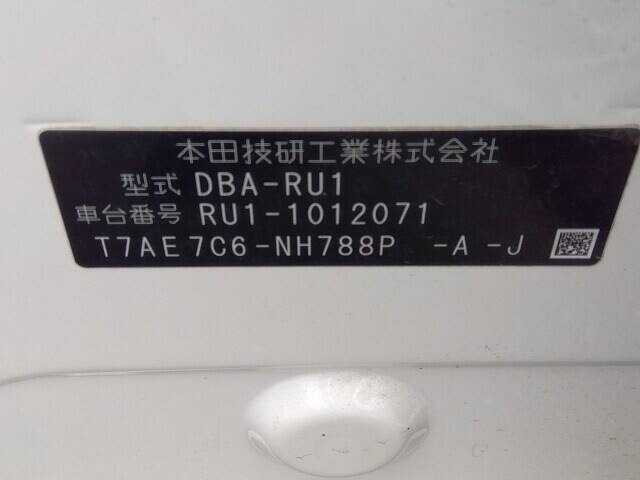 本田技研工業株式会社
型式 DBA-RU1
車台番号 RU1-1012071
T7AE7C6-NH788P -A -J